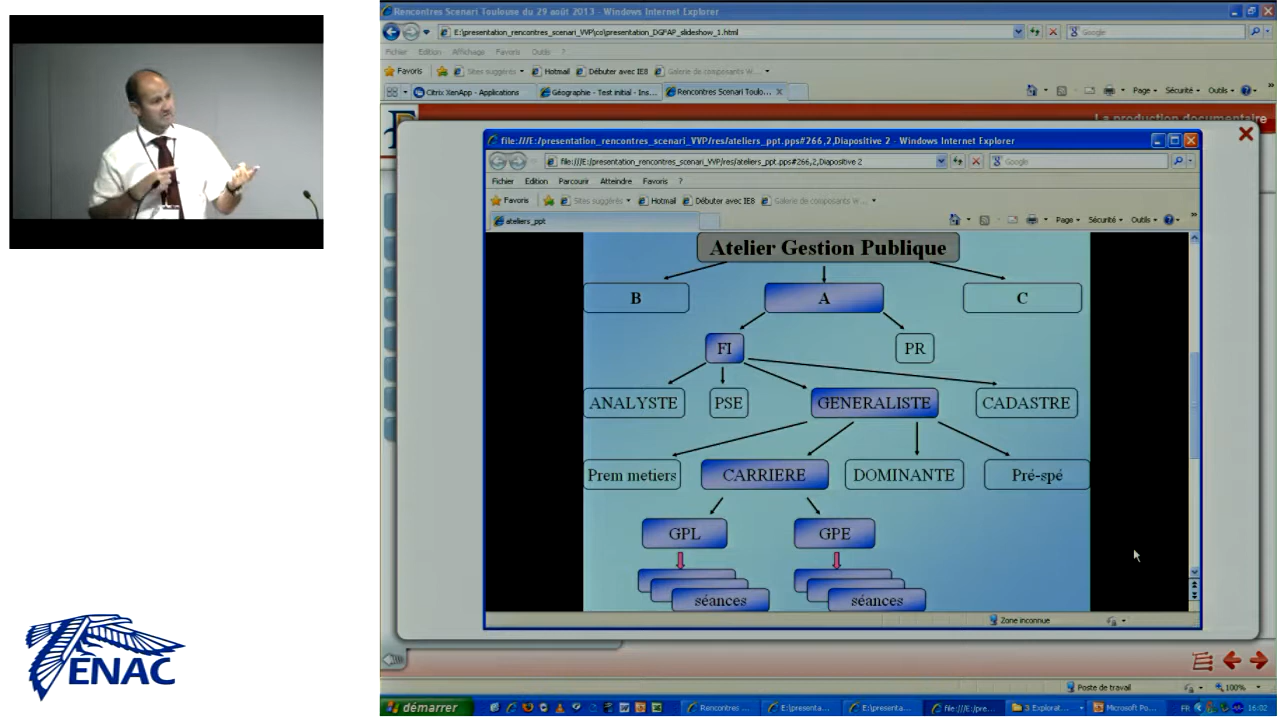 Rencontres Scenari Toulouse du 29 août 2013 - Windows Internet Explorer
E:\presentation_rencontres_scenari_VVP\co\presentation_DGPAP_slideshow_1.html
Google
Fichier Edition Affichage Favoris Outils ?
Favoris Sites suggérés Hotmail Débuter avec IE8 Galerie de composants W...
Citrix XenApp - Applications Géographie - Test initial - Ins... Rencontres Scenari Toulo... Page Sécurité Outils
La production documentaire
file:///E:/presentation_rencontres_scenari_VVP/res/ateliers_ppt.pps#266,2,Diapositive 2 - Windows Internet Explorer
file:///E:/presentation_rencontres_scenari_VVP/res/ateliers_ppt.pps#266,2,Diapositive 2
Google
Fichier Edition Parcourir Atteindre Favoris ?
Favoris Sites suggérés Hotmail Débuter avec IE8 Galerie de composants W...
ateliers_ppt Page Sécurité Outils
Atelier Gestion Publique
B A C
FI PR
ANALYSTE PSE GENERALISTE CADASTRE
Prem metiers CARRIERE DOMINANTE Pré-spé
GPL GPE
séances séances
Zone inconnue
ENAC
Poste de travail 100%
démarrer Rencontres ... E:\presenta... E:\presenta... file:///E:/pre... 3 Explorat... Microsoft Po... FR 16:02